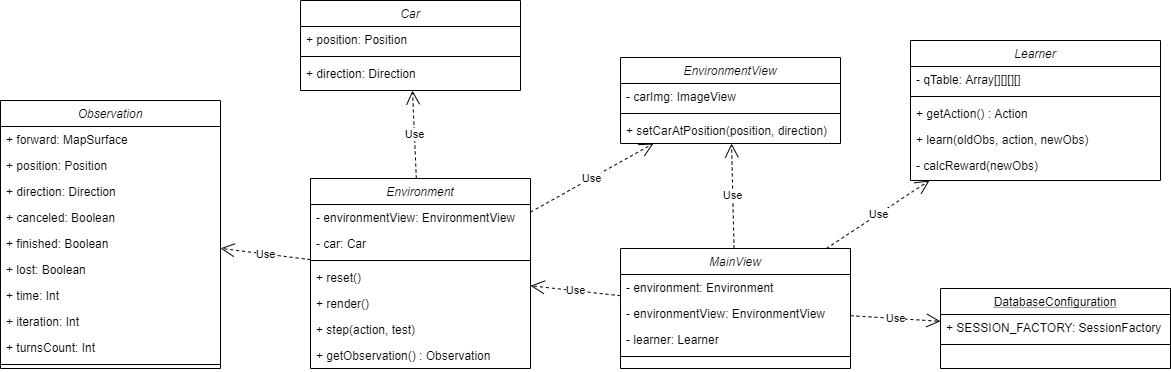 Car
+ position: Position
+ direction: Direction
Use
Observation
+ forward: MapSurface
+ position: Position
+ direction: Direction
+ canceled: Boolean
+ finished: Boolean
+ lost: Boolean
+ time: Int
+ iteration: Int
+ turnsCount: Int
Use
Environment
- environmentView: EnvironmentView
- car: Car
+ reset()
+ render()
+ step(action, test)
+ getObservation() : Observation
Use
EnvironmentView
- carImg: ImageView
+ setCarAtPosition(position, direction)
Use
Use
MainView
- environment: Environment
- environmentView: EnvironmentView
- learner: Learner
Use
Learner
- qTable: Array[][][][]
+ getAction() : Action
+ learn(oldObs, action, newObs)
- calcReward(newObs)
Use
DatabaseConfiguration
+ SESSION_FACTORY: SessionFactory